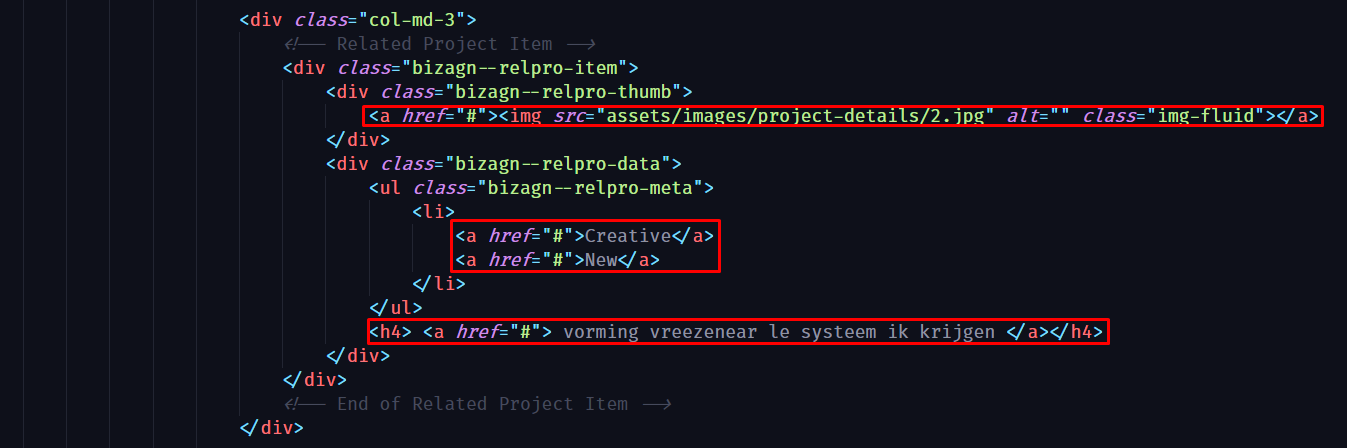 <div class="col-md-3">
<!-- Related Project Item -->
<div class="bizagn--relpro-item">
<div class="bizagn--relpro-thumb">
<a href="#"><img src="assets/images/project-details/2.jpg" alt="" class="img-fluid"></a>
</div>
<div class="bizagn--relpro-data">
<ul class="bizagn--relpro-meta">
<li>
<a href="#">Creative</a>
<a href="#">New</a>
</li>
</ul>
<h4> <a href="#"> vorming vreezenear le systeem ik krijgen </a></h4>
</div>
</div>
<!-- End of Related Project Item -->
</div>